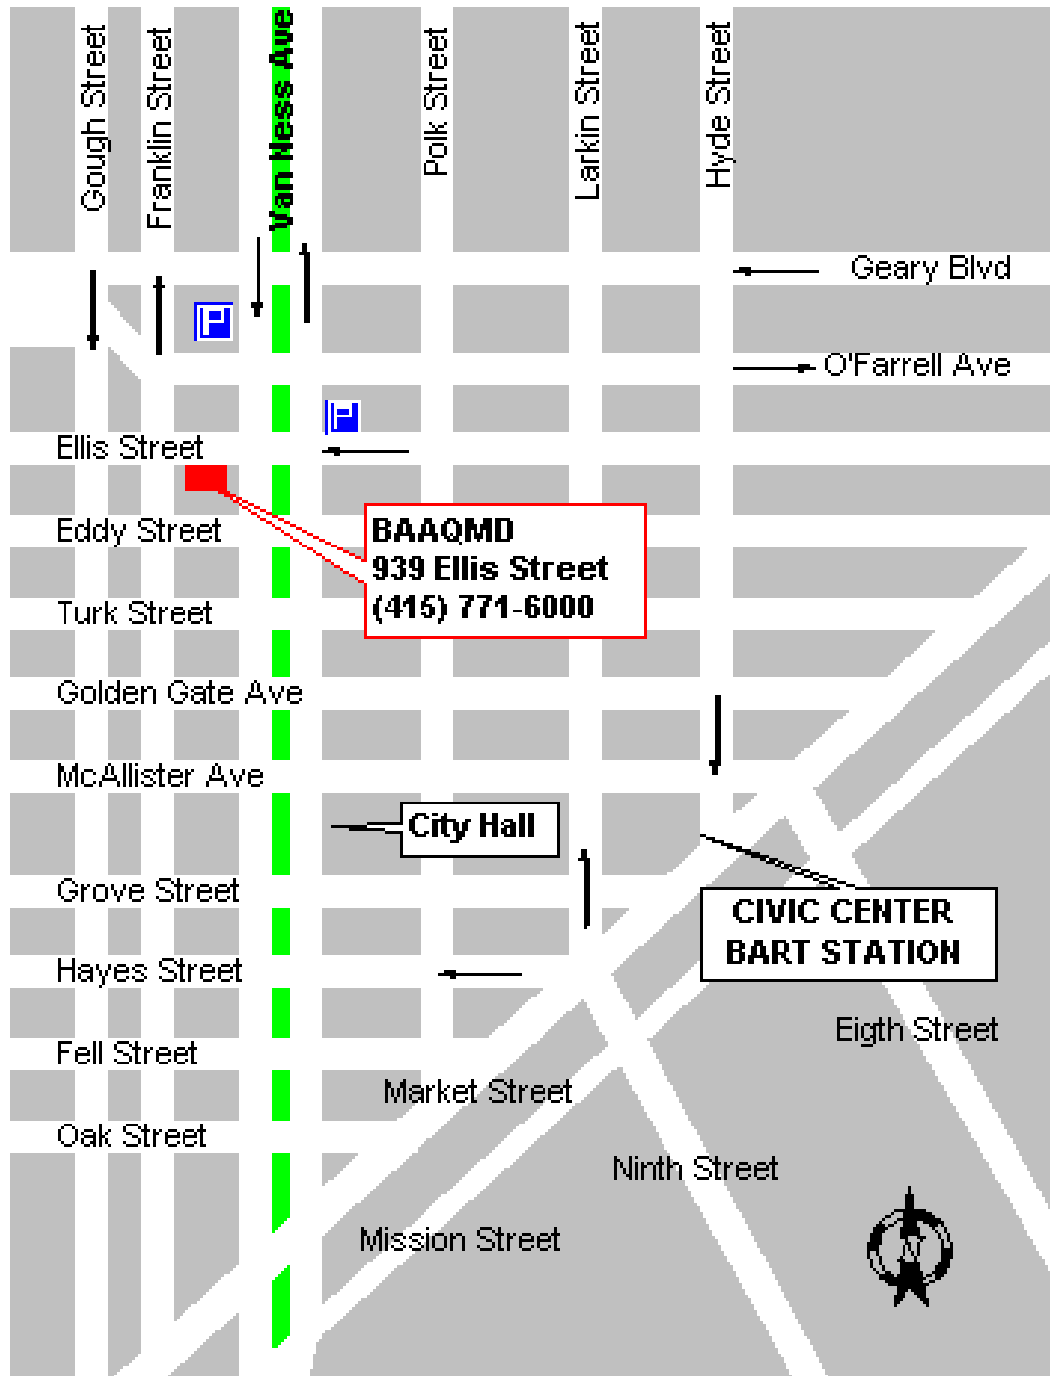 Gough Street
Franklin Street
Van Ness Ave
Polk Street
Larkin Street
Hyde Street
Geary Blvd
P
O'Farrell Ave
P
Ellis Street
Eddy Street
BAAQMD
939 Ellis Street
(415) 771-6000
Turk Street
Golden Gate Ave
McAllister Ave
City Hall
Grove Street
CIVIC CENTER
BART STATION
Hayes Street
Eigth Street
Fell Street
Market Street
Oak Street
Ninth Street
Mission Street
N